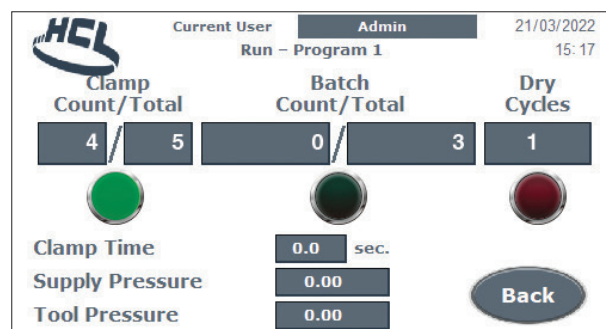 HCL
Current User Admin 21/03/2022
Run – Program 1 15:17
Clamp Count/Total
Batch Count/Total
Dry Cycles
4 / 5 0 / 3 1
Clamp Time 0.0 sec.
Supply Pressure 0.00
Tool Pressure 0.00
Back